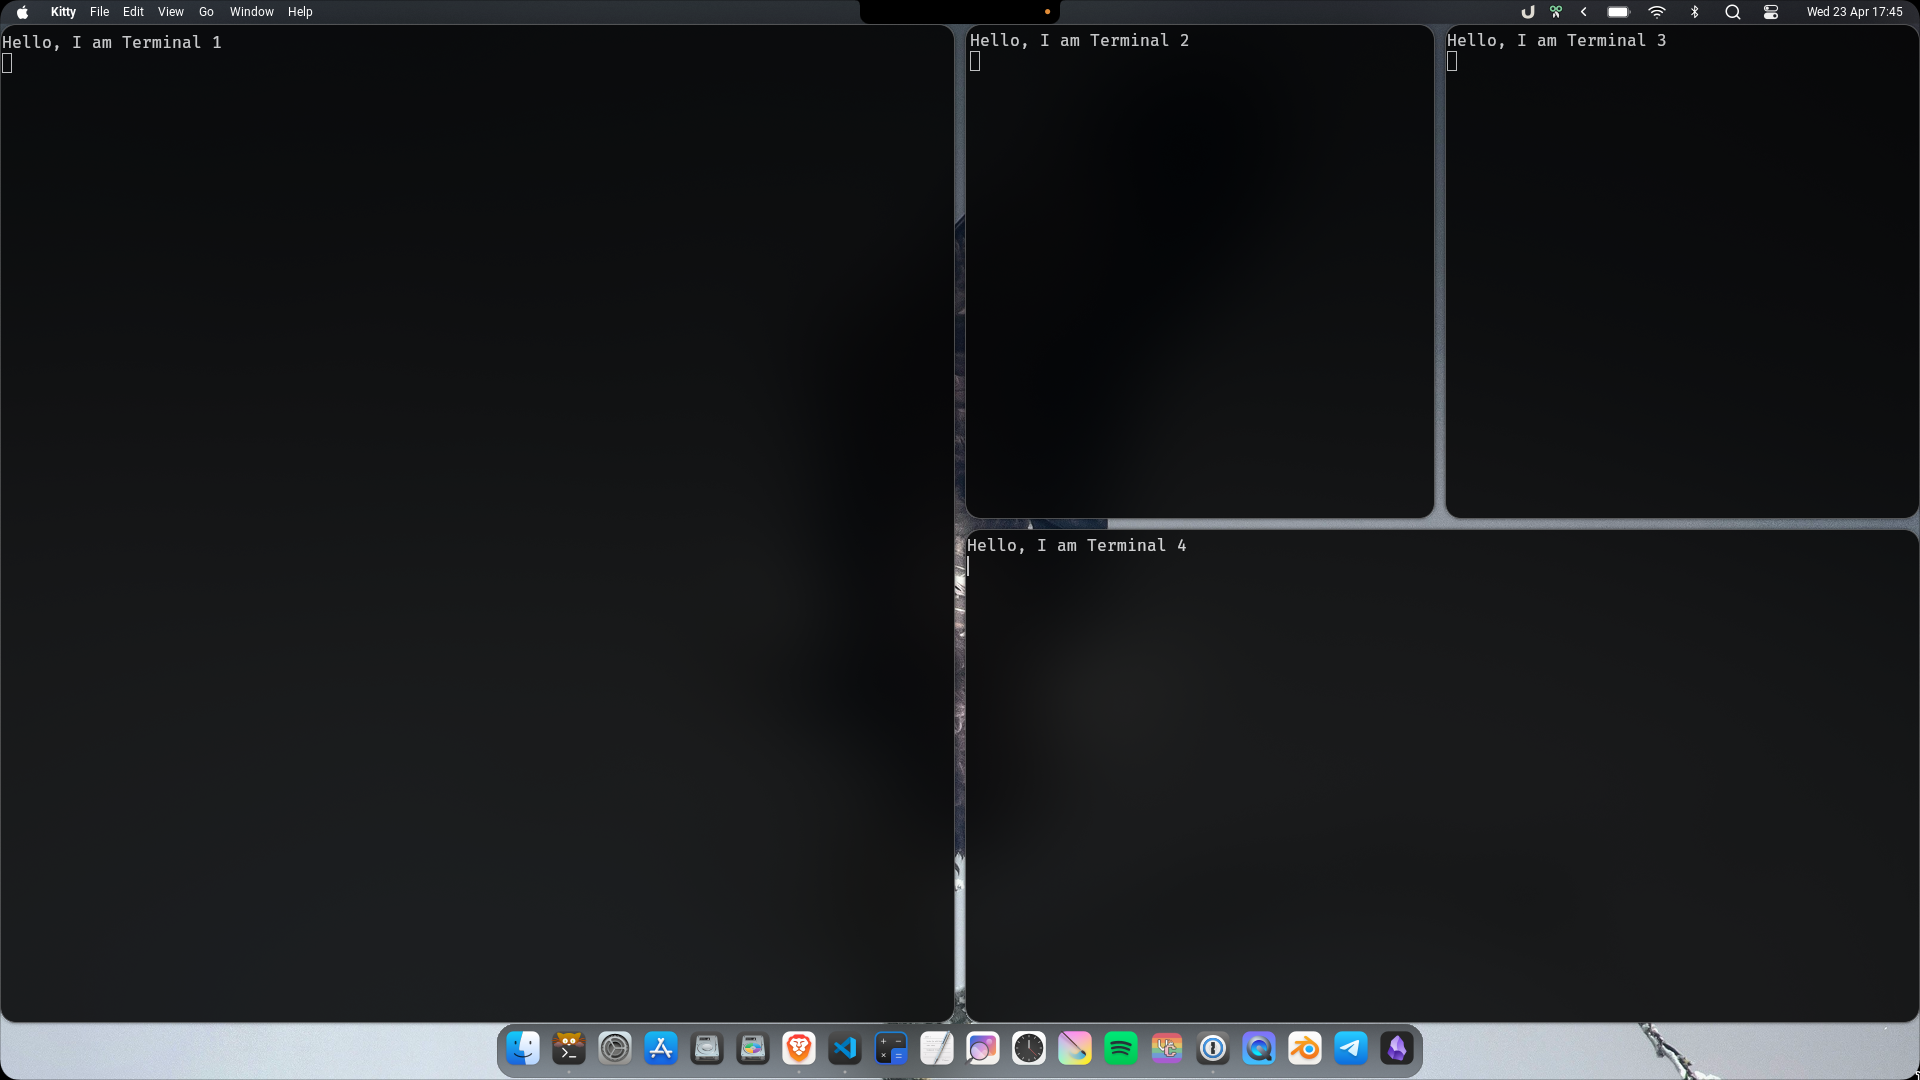 Kitty File Edit View Go Window Help
Wed 23 Apr 17:45
Hello, I am Terminal 1
Hello, I am Terminal 2
Hello, I am Terminal 3
Hello, I am Terminal 4